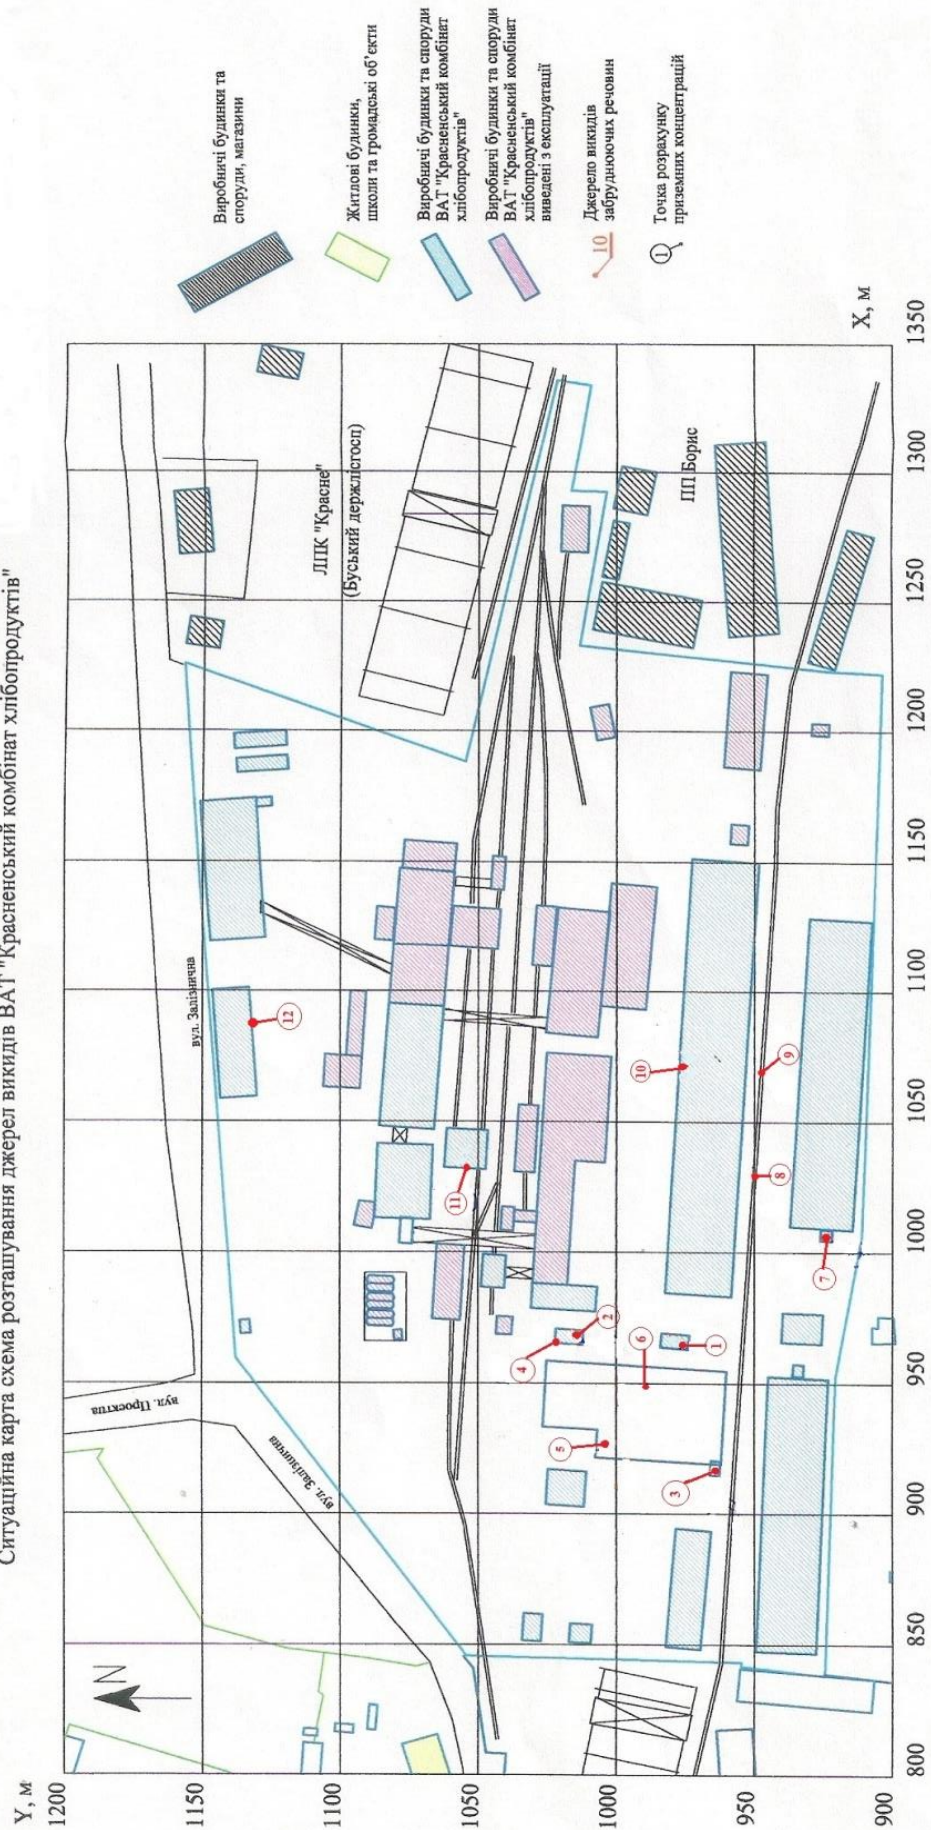 Ситуаційна карта схема розташування джерел викидів ВАТ "Красненський комбінат хлібопродуктів"
Y, м
1200
1150
1100
1050
1000
950
900
800
850
900
950
1000
1050
1100
1150
1200
1250
1300
1350
X, м
N
вул. Проектна
вул. Залізнична
вул. Залізнична
ЛПК "Красне"
(Буський держлісгосп)
ПП Борис
12
11
10
9
8
7
4
2
6
1
5
3
Виробничі будинки та
споруди, магазини
Житлові будинки,
школи та громадські об'єкти
Виробничі будинки та споруди
ВАТ "Красненський комбінат
хлібопродуктів"
Виробничі будинки та споруди
ВАТ "Красненський комбінат
хлібопродуктів"
виведені з експлуатації
10
Джерело викидів
забруднюючих речовин
1
Точка розрахунку
приземних концентрацій